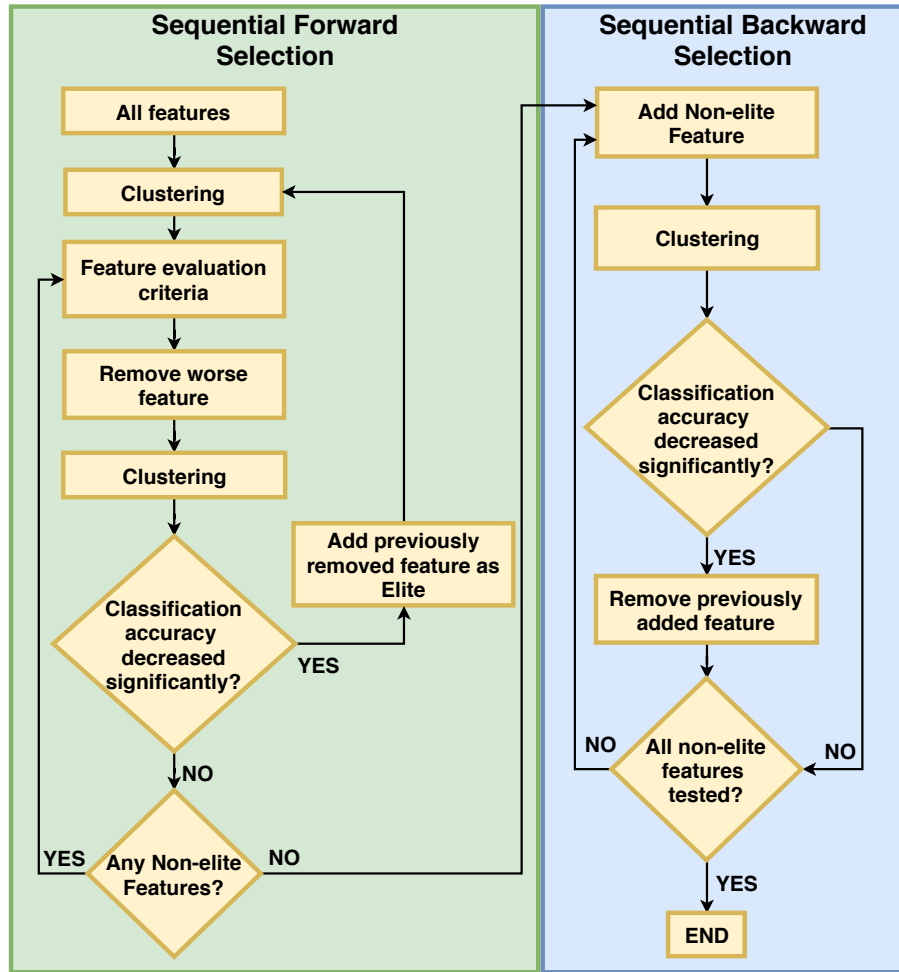 Sequential Forward
Selection
All features
Clustering
Feature evaluation
criteria
Remove worse
feature
Clustering
Add previously
removed feature as
Elite
Classification
accuracy
decreased
significantly?
YES
NO
Any Non-elite
Features?
YES
NO
Sequential Backward
Selection
Add Non-elite
Feature
Clustering
Classification
accuracy
decreased
significantly?
YES
Remove previously
added feature
NO
All non-elite
features
tested?
NO
YES
END